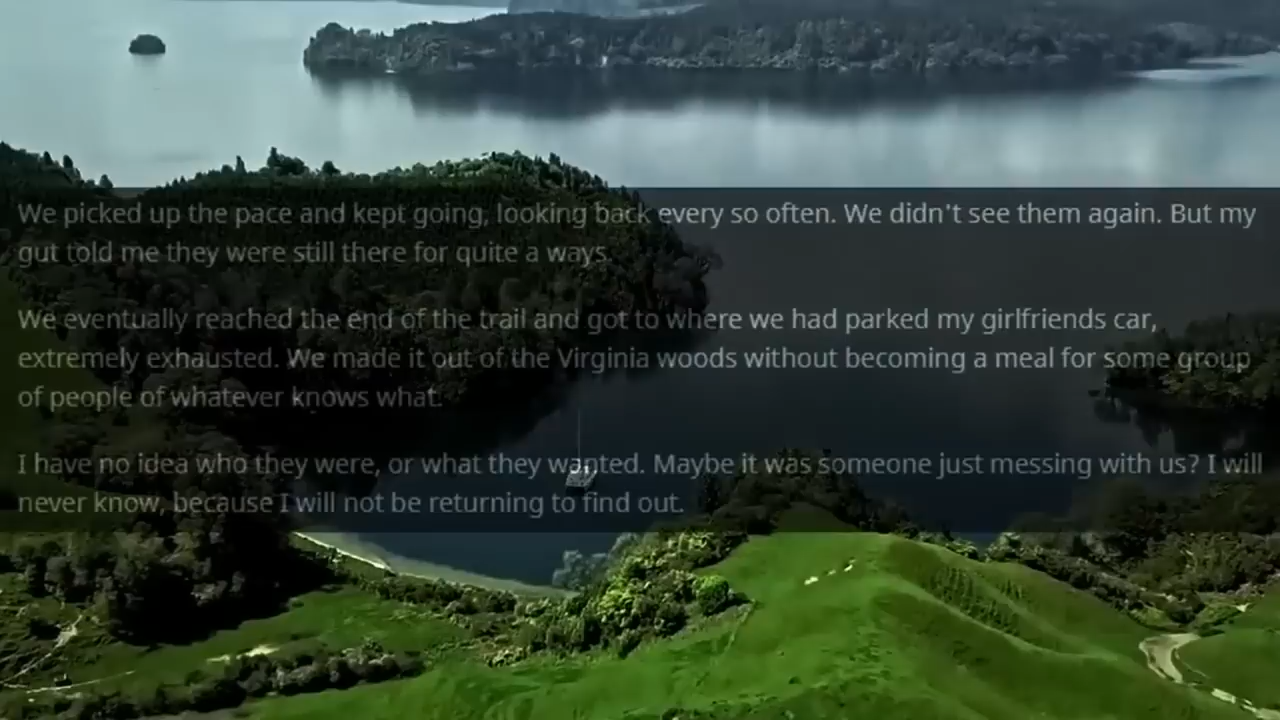 We picked up the pace and kept going, looking back every so often. We didn't see them again. But my
gut told me they were still there for quite a ways.
We eventually reached the end of the trail and got to where we had parked my girlfriends car,
extremely exhausted. We made it out of the Virginia woods without becoming a meal for some group
of people of whatever knows what.
I have no idea who they were, or what they wanted. Maybe it was someone just messing with us? I will
never know, because I will not be returning to find out.